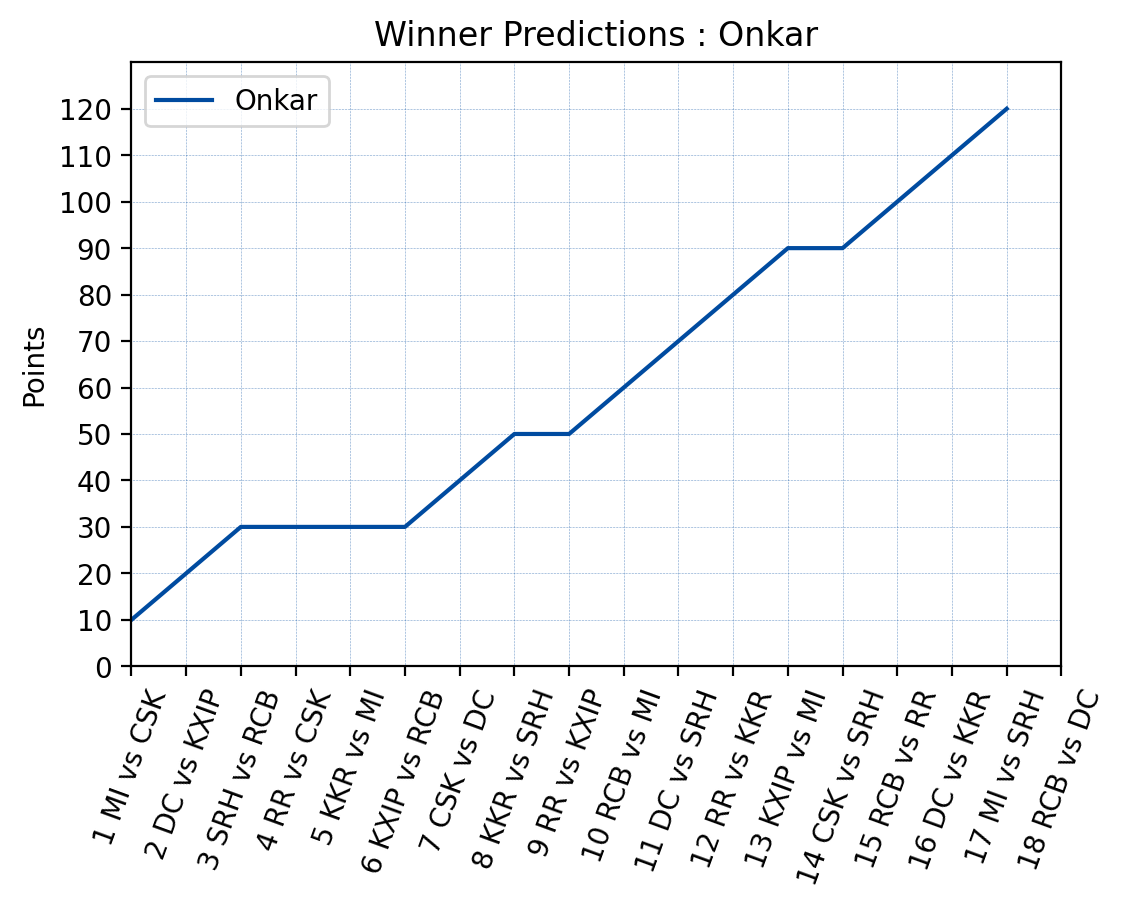 Winner Predictions : Onkar
Onkar
Points
120
110
100
90
80
70
60
50
40
30
20
10
0
1 MI vs CSK
2 DC vs KXIP
3 SRH vs RCB
4 RR vs CSK
5 KKR vs MI
6 KXIP vs RCB
7 CSK vs DC
8 KKR vs SRH
9 RR vs KXIP
10 RCB vs MI
11 DC vs SRH
12 RR vs KKR
13 KXIP vs MI
14 CSK vs SRH
15 RCB vs RR
16 DC vs KKR
17 MI vs SRH
18 RCB vs DC